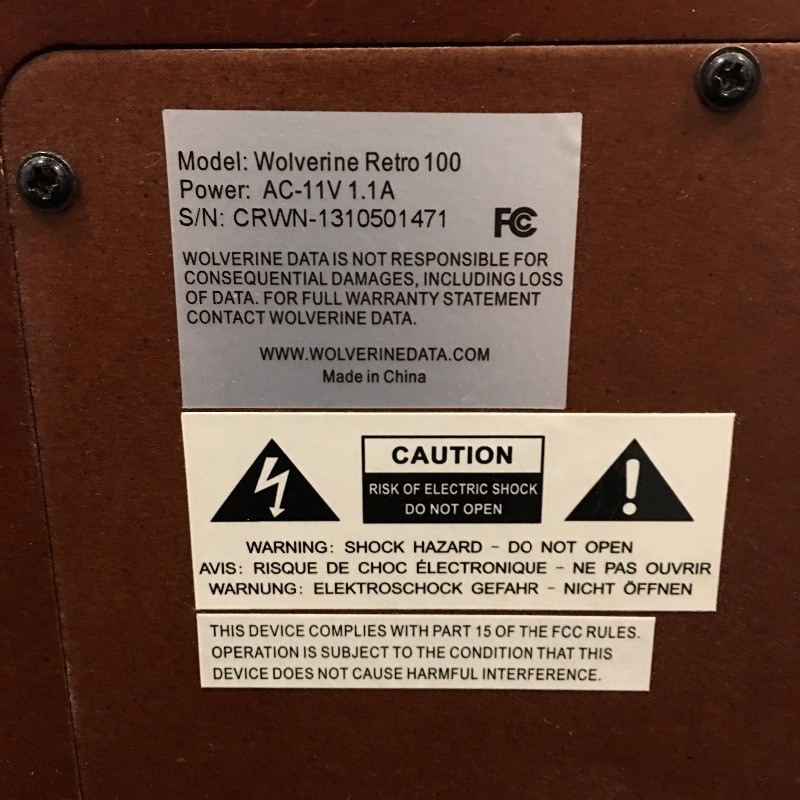 Model: Wolverine Retro 100
Power: AC-11V 1.1A
S/N: CRWN-1310501471
FC
WOLVERINE DATA IS NOT RESPONSIBLE FOR
CONSEQUENTIAL DAMAGES, INCLUDING LOSS
OF DATA. FOR FULL WARRANTY STATEMENT
CONTACT WOLVERINE DATA.
WWW.WOLVERINEDATA.COM
Made in China
CAUTION
RISK OF ELECTRIC SHOCK
DO NOT OPEN
WARNING: SHOCK HAZARD - DO NOT OPEN
AVIS: RISQUE DE CHOC ÉLECTRONIQUE - NE PAS OUVRIR
WARNUNG: ELEKTROSCHOCK GEFAHR - NICHT ÖFFNEN
THIS DEVICE COMPLIES WITH PART 15 OF THE FCC RULES.
OPERATION IS SUBJECT TO THE CONDITION THAT THIS
DEVICE DOES NOT CAUSE HARMFUL INTERFERENCE.